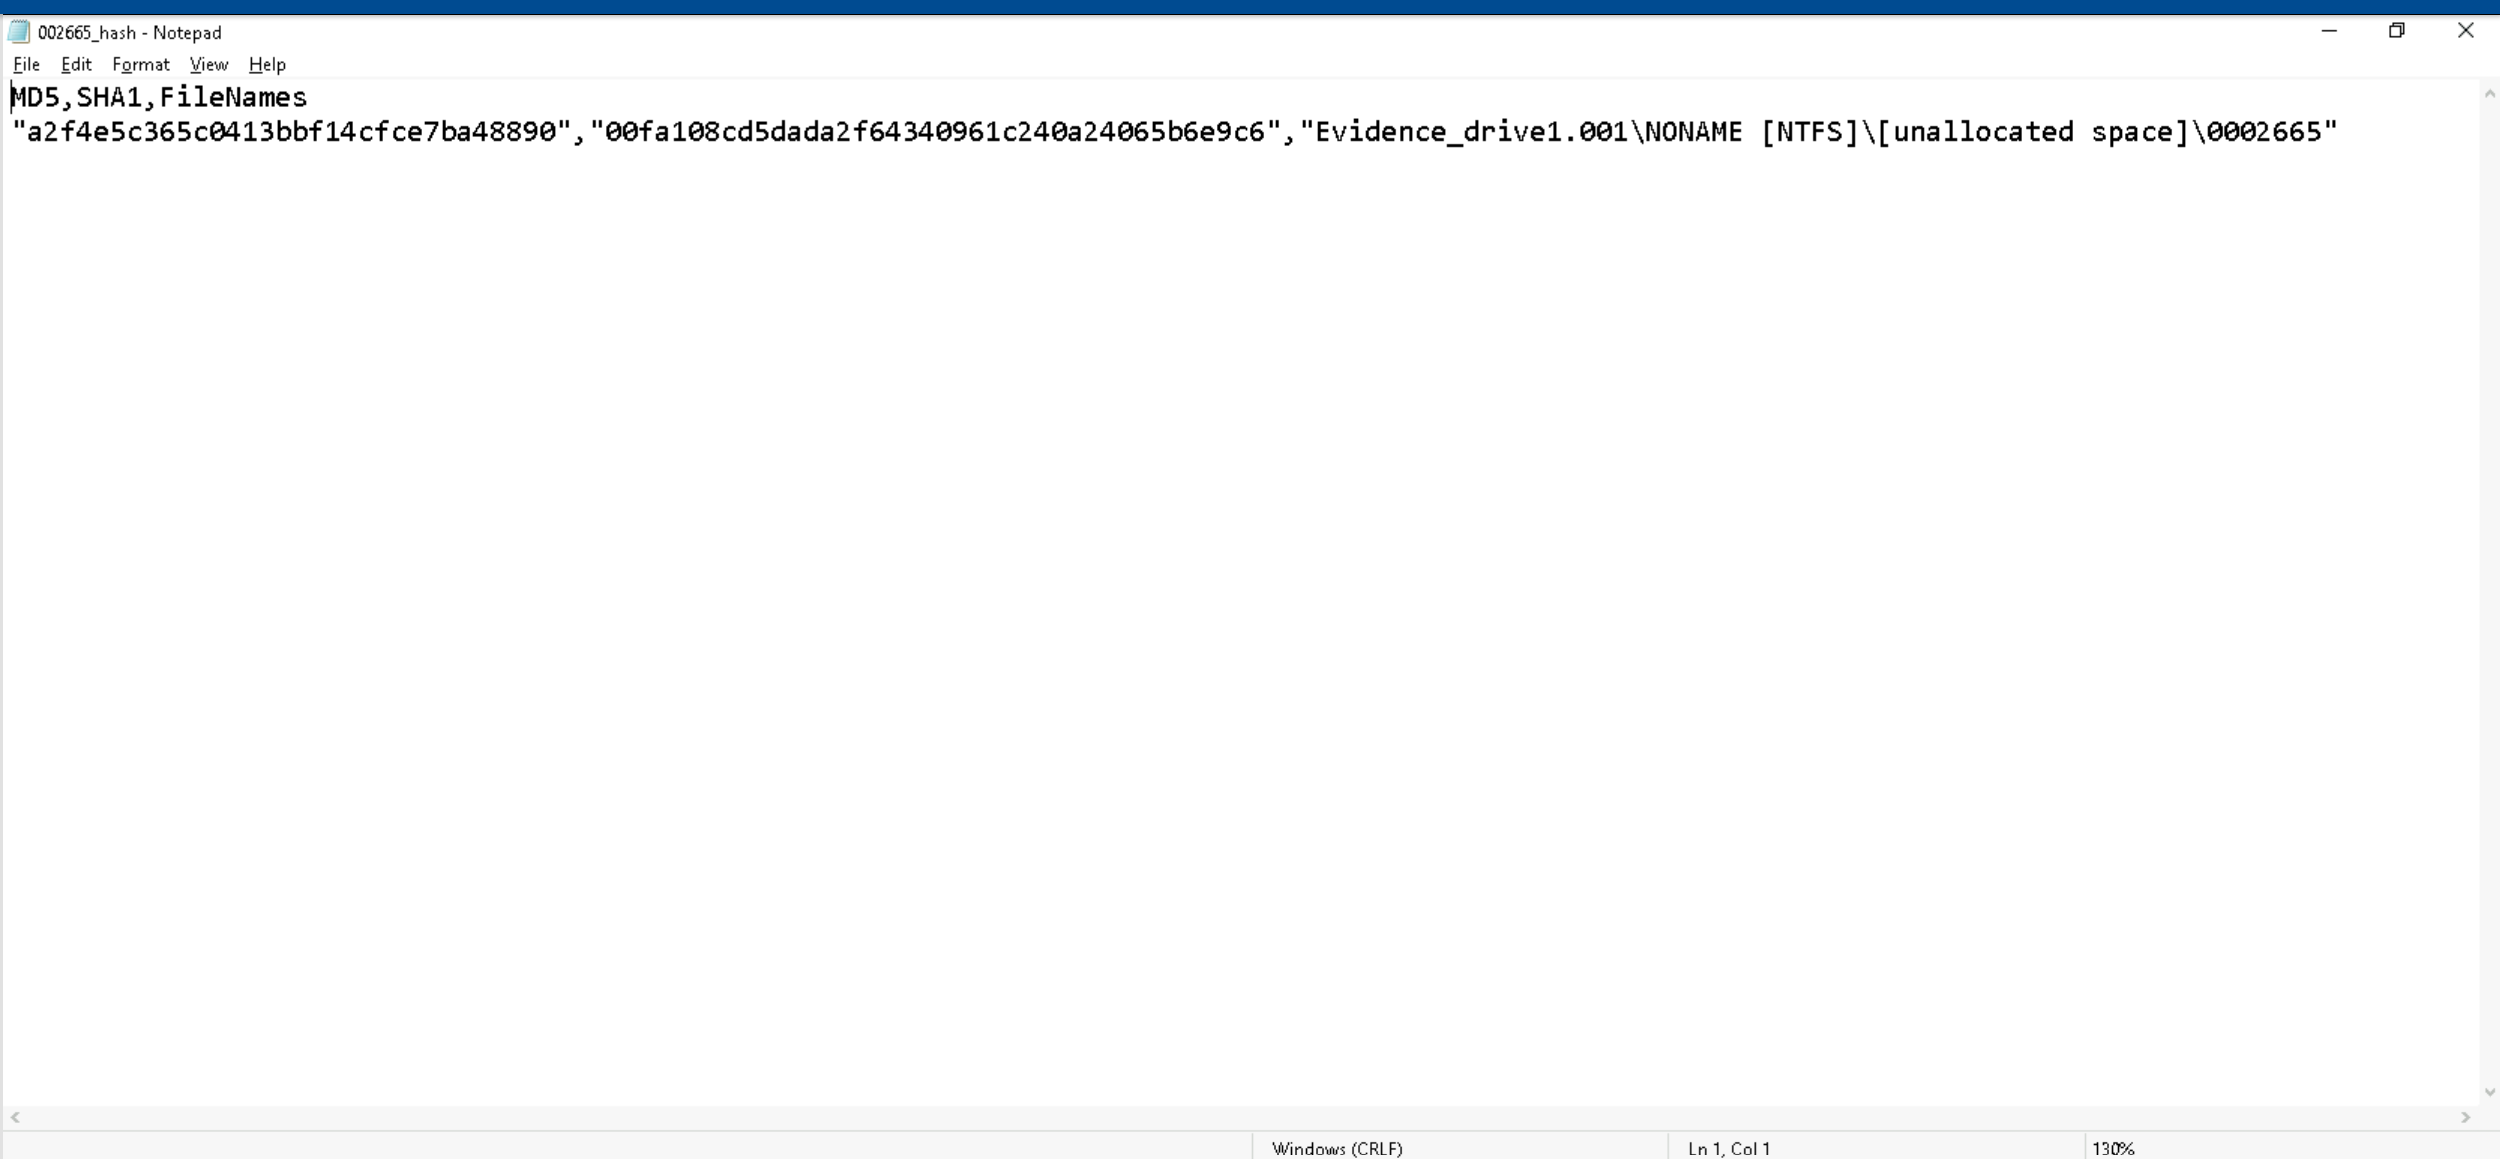 002665_hash - Notepad
File Edit Format View Help
MD5,SHA1,FileNames
"a2f4e5c365c0413bbf14cfce7ba48890","00fa108cd5dada2f64340961c240a24065b6e9c6","Evidence_drive1.001\NONAME [NTFS]\[unallocated space]\0002665"
Windows (CRLF) Ln 1, Col 1 130%